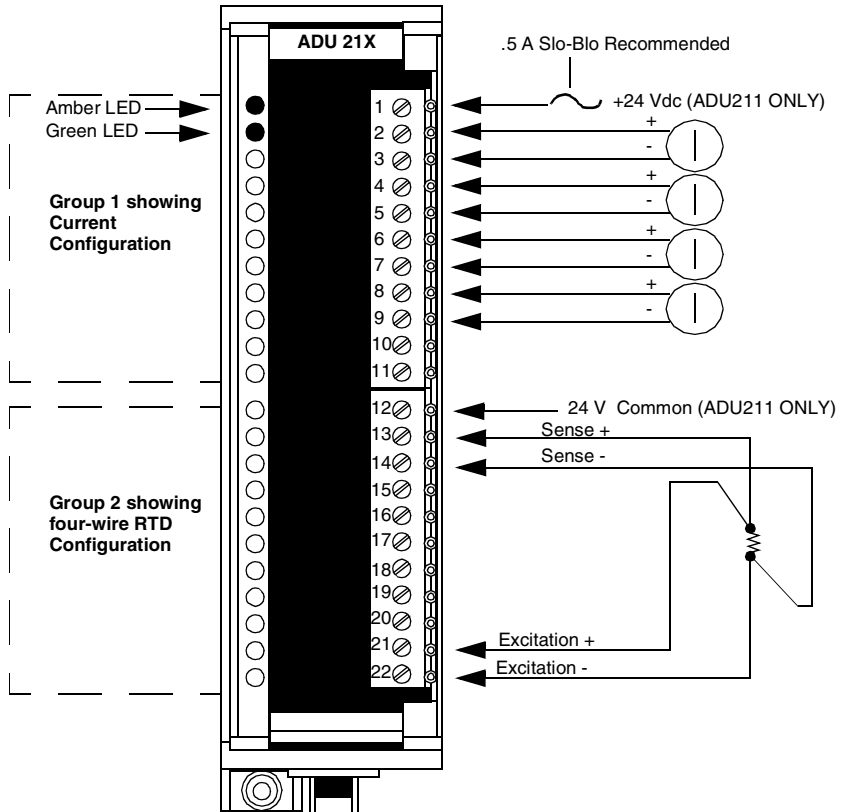 ADU 21X
.5 A Slo-Blo Recommended
Amber LED
Green LED
Group 1 showing
Current
Configuration
1
2
3
4
5
6
7
8
9
10
11
+24 Vdc (ADU211 ONLY)
+
-
+
-
+
-
+
-
Group 2 showing
four-wire RTD
Configuration
12
13
14
15
16
17
18
19
20
21
22
24 V Common (ADU211 ONLY)
Sense +
Sense -
Excitation +
Excitation -